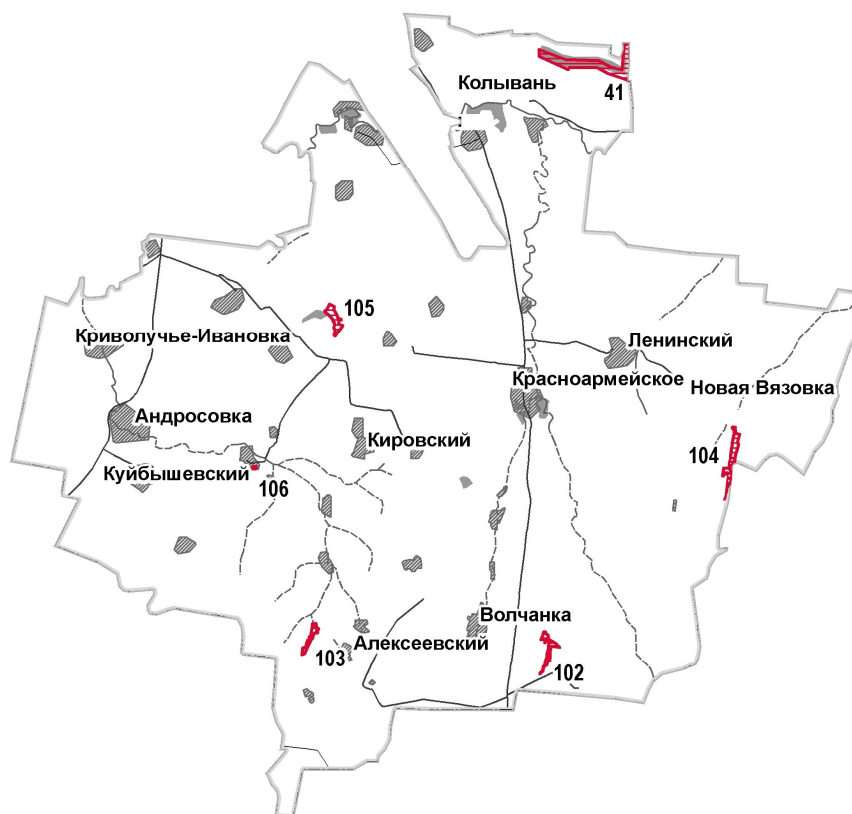 Колывань
41
105
Криволучье-Ивановка
Ленинский
Красноармейское
Новая Вязовка
Андросовка
Кировский
104
Куйбышевский
106
Волчанка
Алексеевский
103
102